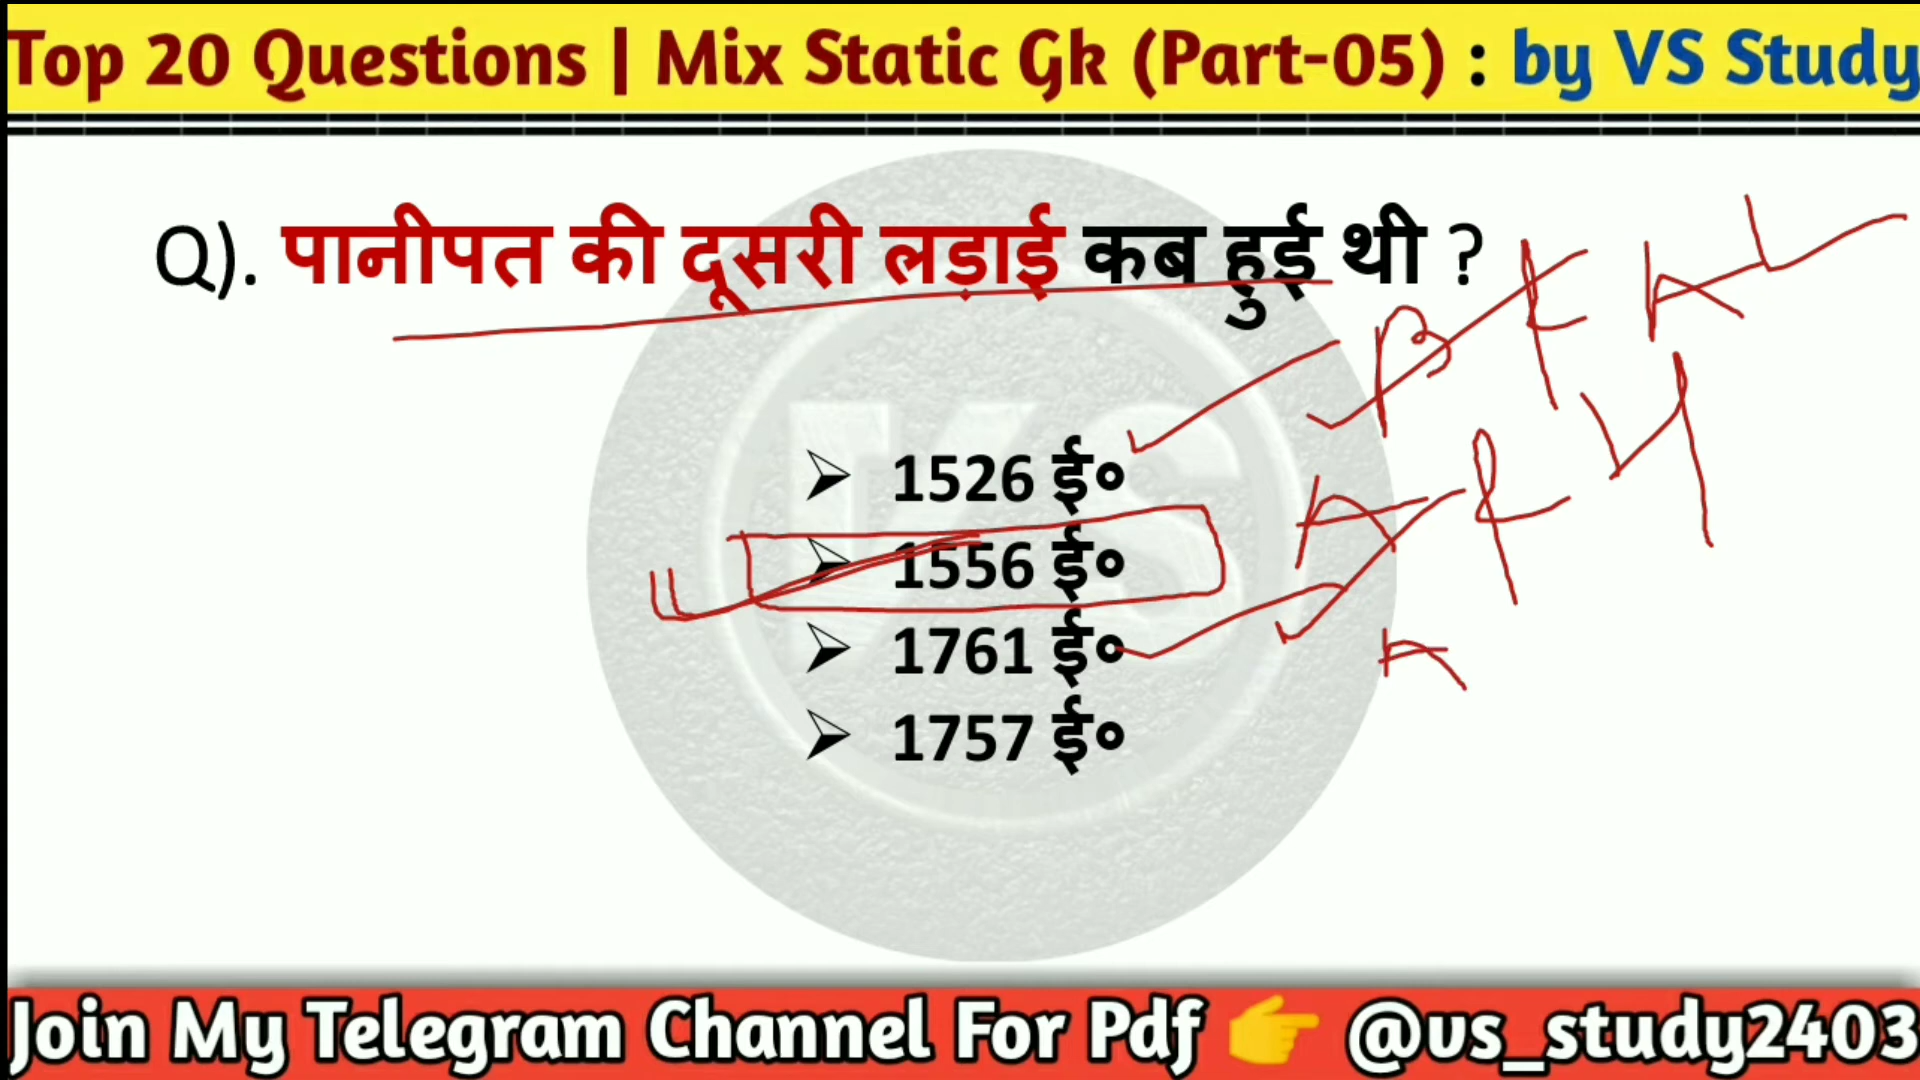 Top 20 Questions | Mix Static Gk (Part-05) : by VS Study
Q). पानीपत की दूसरी लड़ाई कब हुई थी ?
VS
➢ 1526 ई०
➢ 1556 ई०
➢ 1761 ई०
➢ 1757 ई०
Join My Telegram Channel For Pdf 👉 @vs_study2403